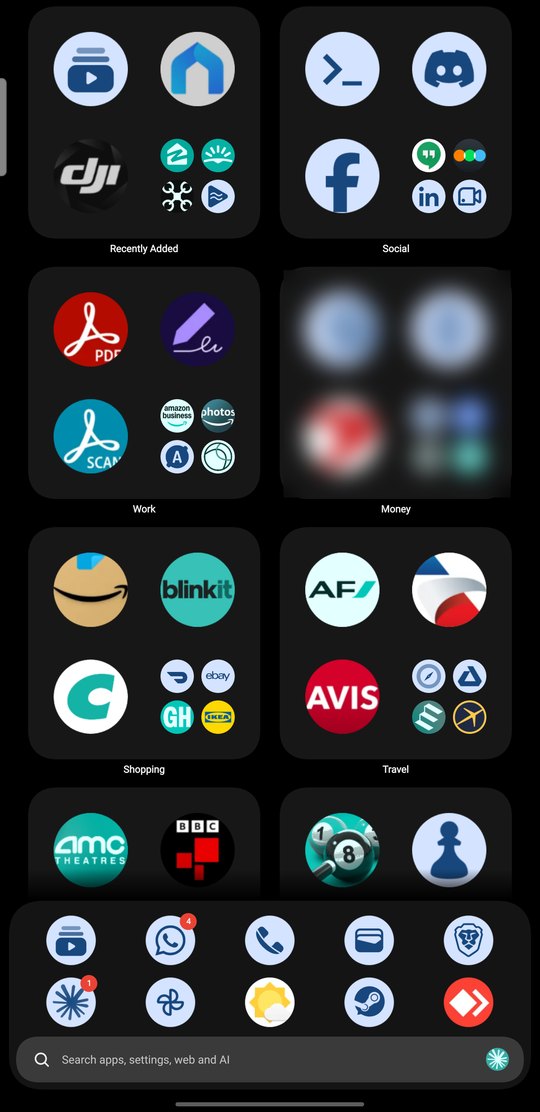 dji
Recently Added
in
Social
PDF
SCAN
amazon
business
photos
A
Work
Money
blinkit
C
ebay
GH
IKEA
Shopping
AF
AVIS
Travel
amc
THEATRES
BBC
1
8
4
1
Search apps, settings, web and AI